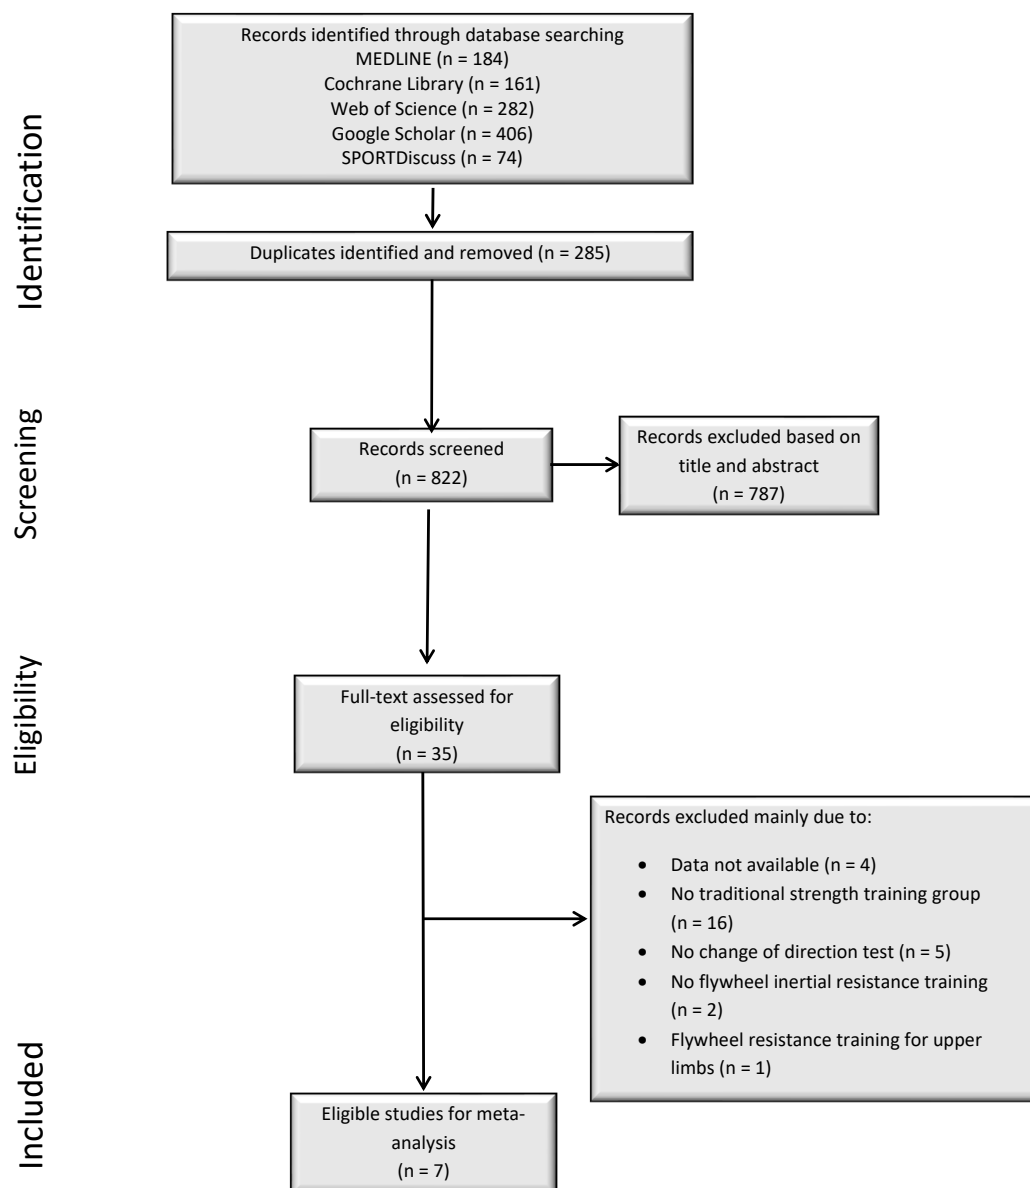 Records identified through database searching
MEDLINE (n = 184)
Cochrane Library (n = 161)
Web of Science (n = 282)
Google Scholar (n = 406)
SPORTDiscuss (n = 74)
Identification
Duplicates identified and removed (n = 285)
Screening
Records screened
(n = 822)
Records excluded based on
title and abstract
(n = 787)
Eligibility
Full-text assessed for
eligibility
(n = 35)
Records excluded mainly due to:
• Data not available (n = 4)
• No traditional strength training group
(n = 16)
• No change of direction test (n = 5)
• No flywheel inertial resistance training
(n = 2)
• Flywheel resistance training for upper
limbs (n = 1)
Included
Eligible studies for meta-
analysis
(n = 7)